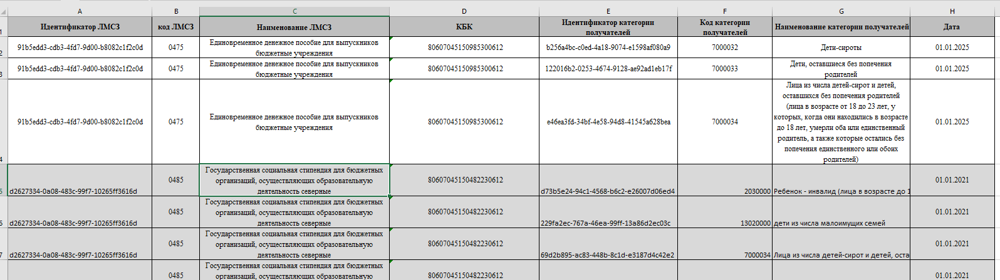 A B C D E F G H
1 Идентификатор ЛМСЗ код ЛМСЗ Наименование ЛМСЗ КБК Идентификатор категории получателей Код категории получателей Наименование категории получателей Дата
2 91b5edd3-cdb3-4fd7-9d00-b8082c1f2c0d 0475 Единовременное денежное пособие для выпускников
бюджетные учреждения 80607045150985300612 b256a4bc-c0ed-4a18-9074-e1598af080a9 7000032 Дети-сироты 01.01.2025
3 91b5edd3-cdb3-4fd7-9d00-b8082c1f2c0d 0475 Единовременное денежное пособие для выпускников
бюджетные учреждения 80607045150985300612 122016b2-0253-4674-9128-ae92ad1eb17f 7000033 Дети, оставшиеся без попечения
родителей 01.01.2025
4 91b5edd3-cdb3-4fd7-9d00-b8082c1f2c0d 0475 Единовременное денежное пособие для выпускников
бюджетные учреждения 80607045150985300612 e46ea3fd-34bf-4e58-94d8-41545a628bea 7000034 Лица из числа детей-сирот и детей,
оставшихся без попечения родителей
(лица в возрасте от 18 до 23 лет, у
которых, когда они находились в возрасте
до 18 лет, умерли оба или единственный
родитель, а также которые остались без
попечения единственного или обоих
родителей) 01.01.2025
5 d2627334-0a08-483c-99f7-10265ff3616d 0485 Государственная социальная стипендия для бюджетных
организаций, осуществляющих образовательную
деятельность северные 80607045150482230612 d73b5e24-94c1-4568-b6c2-e26007d06ed4 2030000 Ребенок - инвалид (лица в возрасте до 1 01.01.2021
6 d2627334-0a08-483c-99f7-10265ff3616d 0485 Государственная социальная стипендия для бюджетных
организаций, осуществляющих образовательную
деятельность северные 80607045150482230612 229fa2ec-767a-46ea-99ff-13a86d2ec03c 13020000 дети из числа малоимущих семей 01.01.2021
7 d2627334-0a08-483c-99f7-10265ff3616d 0485 Государственная социальная стипендия для бюджетных
организаций, осуществляющих образовательную
деятельность северные 80607045150482230612 69d2b895-ac83-448b-8c1d-e3187d4c42e2 7000034 Лица из числа детей-сирот и детей, оста 01.01.2021
0485 Государственная социальная стипендия для бюджетных
организаций, осуществляющих образовательную 80607045150482230612 01.01.2021